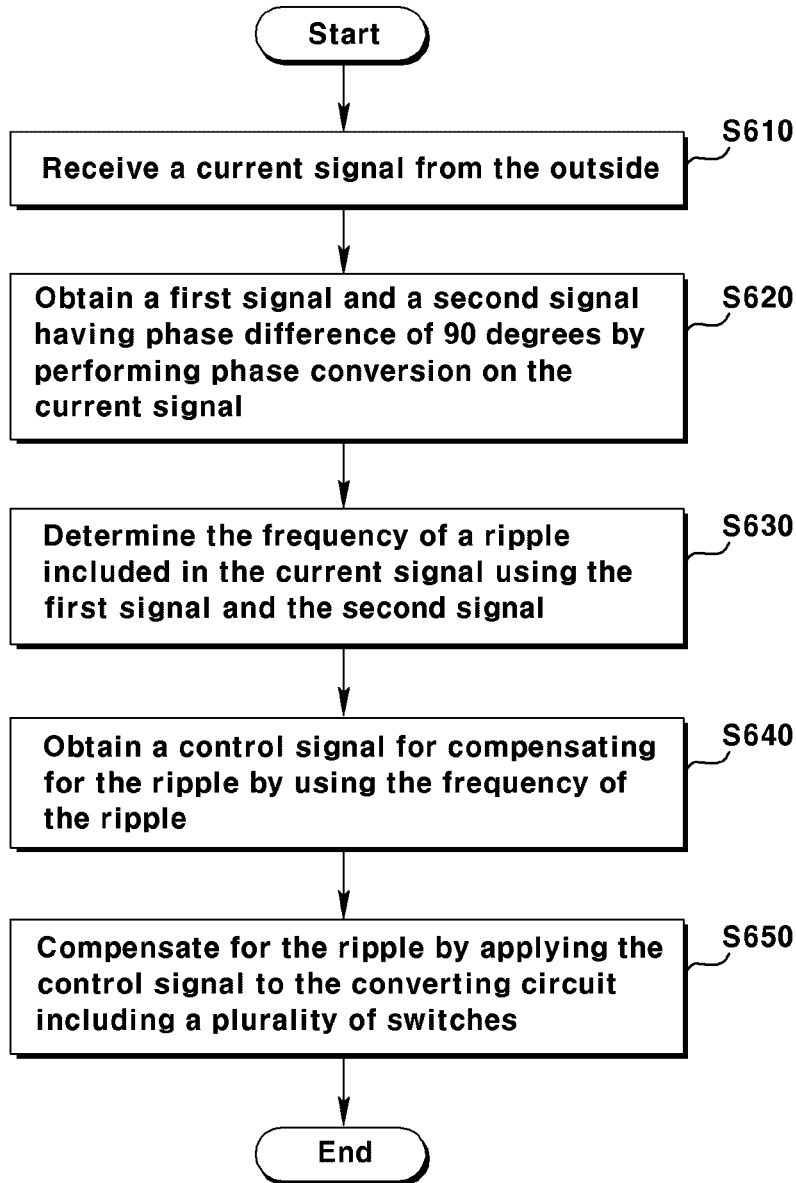 Start
S610
Receive a current signal from the outside
S620
Obtain a first signal and a second signal
having phase difference of 90 degrees by
performing phase conversion on the
current signal
S630
Determine the frequency of a ripple
included in the current signal using the
first signal and the second signal
S640
Obtain a control signal for compensating
for the ripple by using the frequency of
the ripple
S650
Compensate for the ripple by applying the
control signal to the converting circuit
including a plurality of switches
End